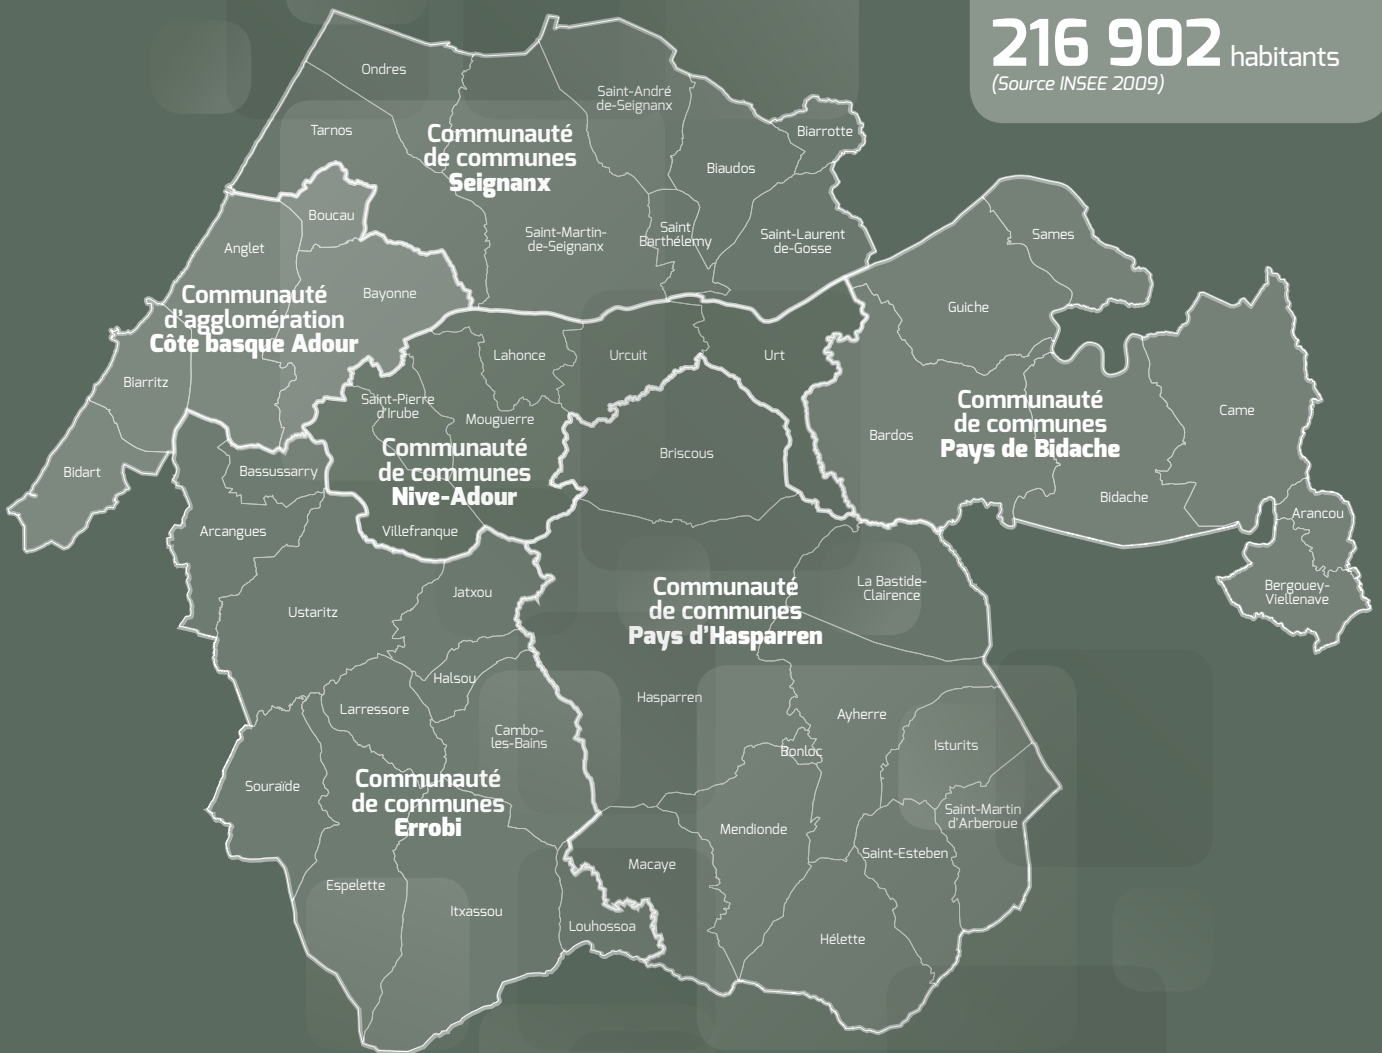 216 902 habitants
(Source INSEE 2009)
Ondres
Tarnos
Communauté
de communes
Seignanx
Saint-André
de-Seignanx
Biarrotte
Biaudos
Saint-Martin-
de-Seignanx
Saint
Barthélemy
Saint-Laurent
de-Gosse
Boucau
Anglet
Bayonne
Communauté
d'agglomération
Côte basque Adour
Biarritz
Bidart
Lahonce
Urcuit
Urt
Saint-Pierre
d'Irube
Mouguerre
Communauté
de communes
Nive-Adour
Villefranque
Sames
Guiche
Bardos
Communauté
de communes
Pays de Bidache
Came
Bidache
Arancou
Bergouey-
Viellenave
Briscous
La Bastide-
Clairence
Communauté
de communes
Pays d'Hasparren
Hasparren
Ayherre
Bonloc
Isturits
Saint-Martin
d'Arberoue
Mendionde
Saint-Esteben
Macaye
Hélette
Bassussarry
Arcangues
Ustaritz
Jatxou
Halsou
Larressore
Cambo-
les-Bains
Souraïde
Communauté
de communes
Errobi
Espelette
Itxassou
Louhossoa